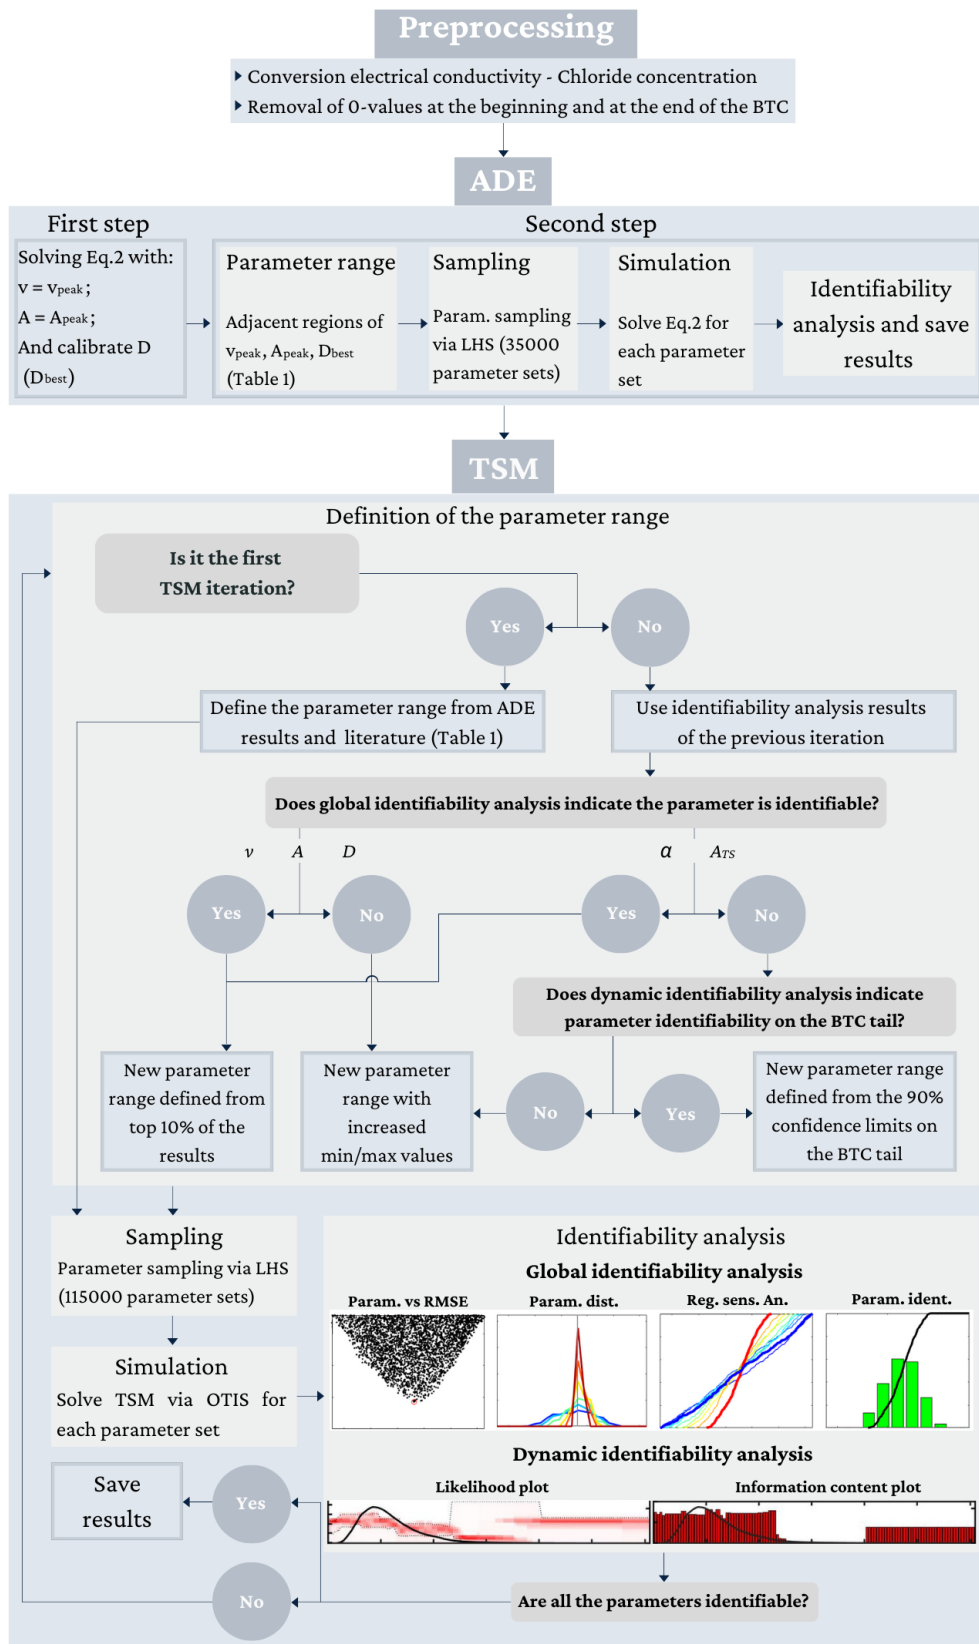 Preprocessing
Conversion electrical conductivity - Chloride concentration
Removal of 0-values at the beginning and at the end of the BTC
ADE
First step
Solving Eq.2 with:
v = vpeak;
A = Apeak;
And calibrate D
(Dbest)
Second step
Parameter range
Adjacent regions of
vpeak, Apeak, Dbest
(Table 1)
Sampling
Param. sampling
via LHS (35000
parameter sets)
Simulation
Solve Eq.2 for
each parameter
set
Identifiability
analysis and save
results
TSM
Definition of the parameter range
Is it the first
TSM iteration?
Yes
No
Define the parameter range from ADE
results and literature (Table 1)
Use identifiability analysis results
of the previous iteration
Does global identifiability analysis indicate the parameter is identifiable?
v A D
α ATS
Yes
No
Yes
No
Does dynamic identifiability analysis indicate
parameter identifiability on the BTC tail?
New parameter
range defined from
top 10% of the
results
New parameter
range with
increased
min/max values
No
Yes
New parameter range
defined from the 90%
confidence limits on
the BTC tail
Sampling
Parameter sampling via LHS
(115000 parameter sets)
Simulation
Solve TSM via OTIS for
each parameter set
Identifiability analysis
Global identifiability analysis
Param. vs RMSE
Param. dist.
Reg. sens. An.
Param. ident.
Dynamic identifiability analysis
Likelihood plot
Information content plot
Save
results
Yes
No
Are all the parameters identifiable?